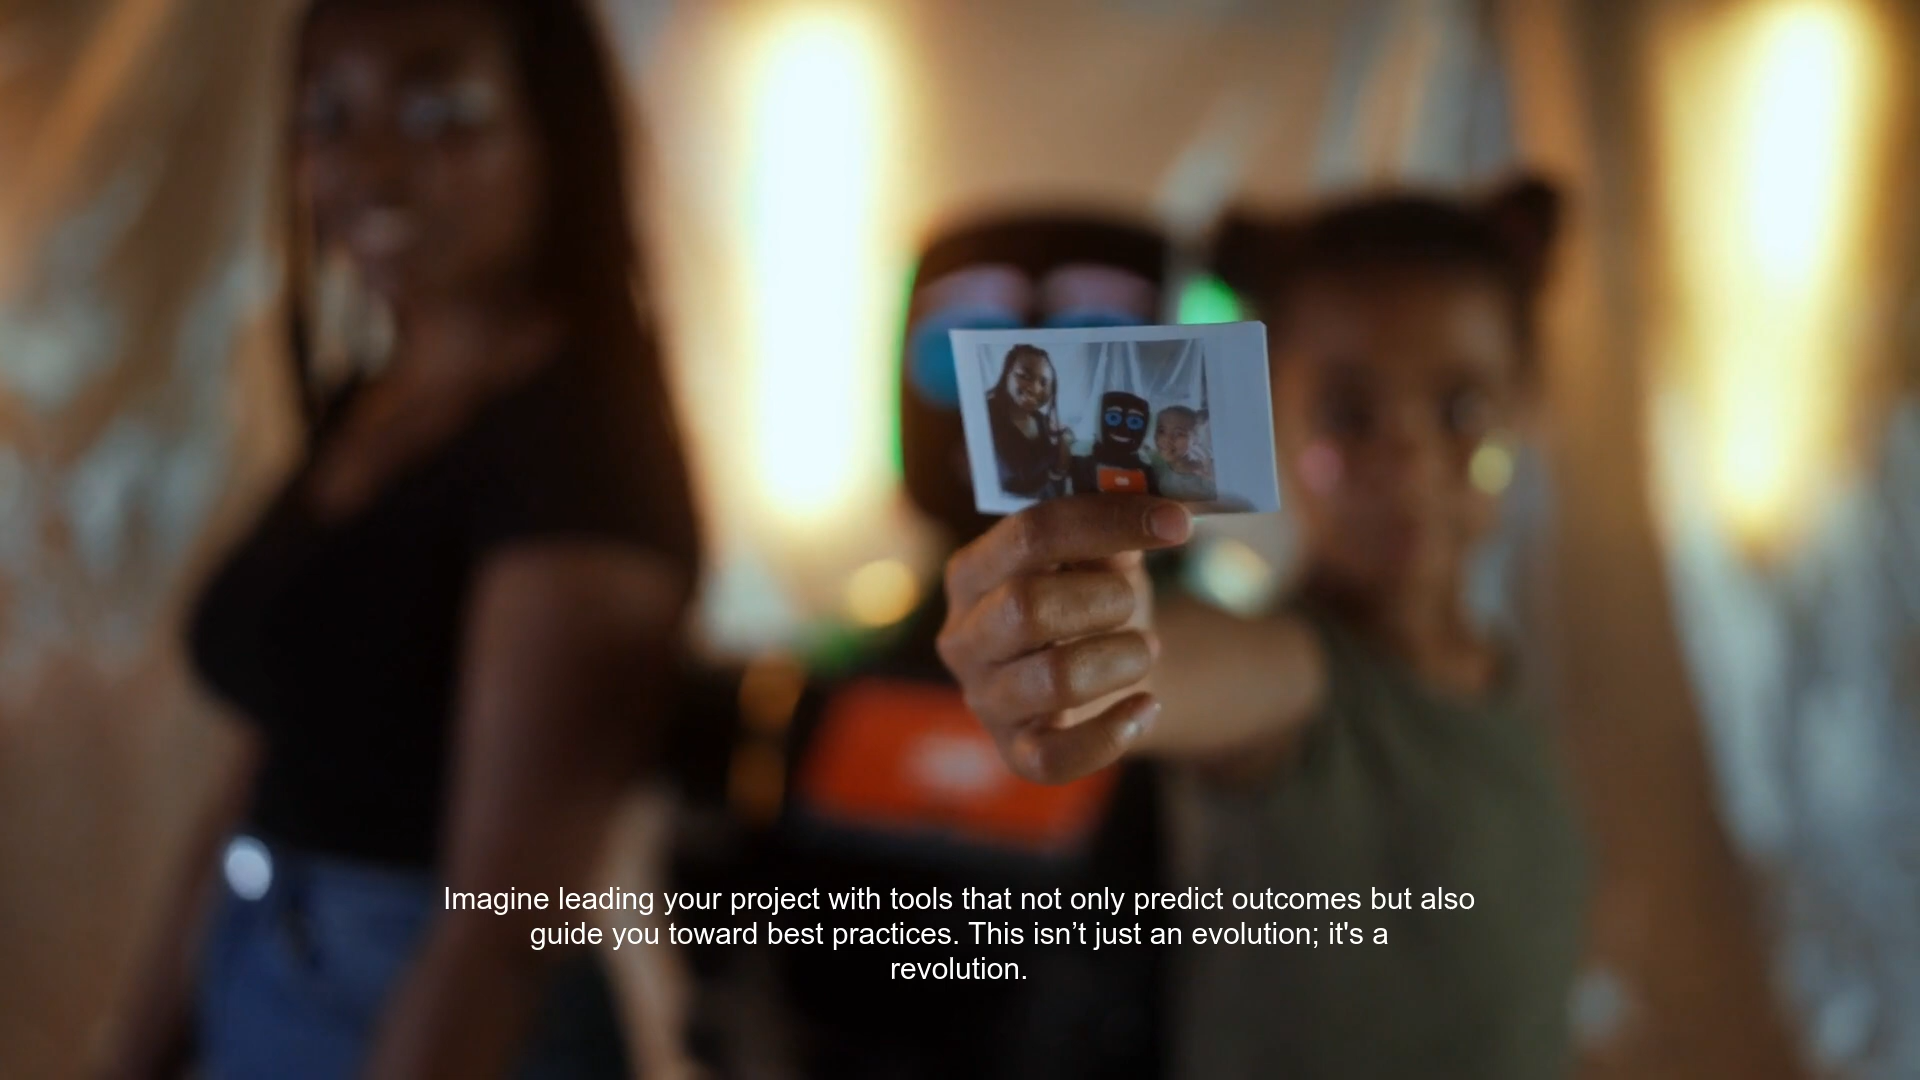 Imagine leading your project with tools that not only predict outcomes but also
guide you toward best practices. This isn’t just an evolution; it's a
revolution.